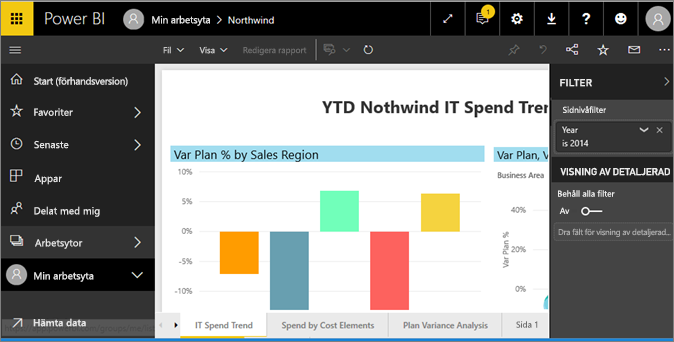 Power BI
Min arbetsyta > Northwind
1
?
Fil
Visa
Redigera rapport
Start (förhandsversion)
Favoriter
Senaste
Appar
Delat med mig
Arbetsytor
Min arbetsyta
Hämta data
YTD Nothwind IT Spend Tren
Var Plan % by Sales Region
10%
5%
0%
-5%
-10%
Var Plan, V
Business Area
Var Plan %
40%
20%
0%
IT Spend Trend
Spend by Cost Elements
Plan Variance Analysis
Sida 1
FILTER
Sidnivåfilter
Year
is 2014
VISNING AV DETALJERAD
Behåll alla filter
Av
Dra fält för visning av detaljerad...